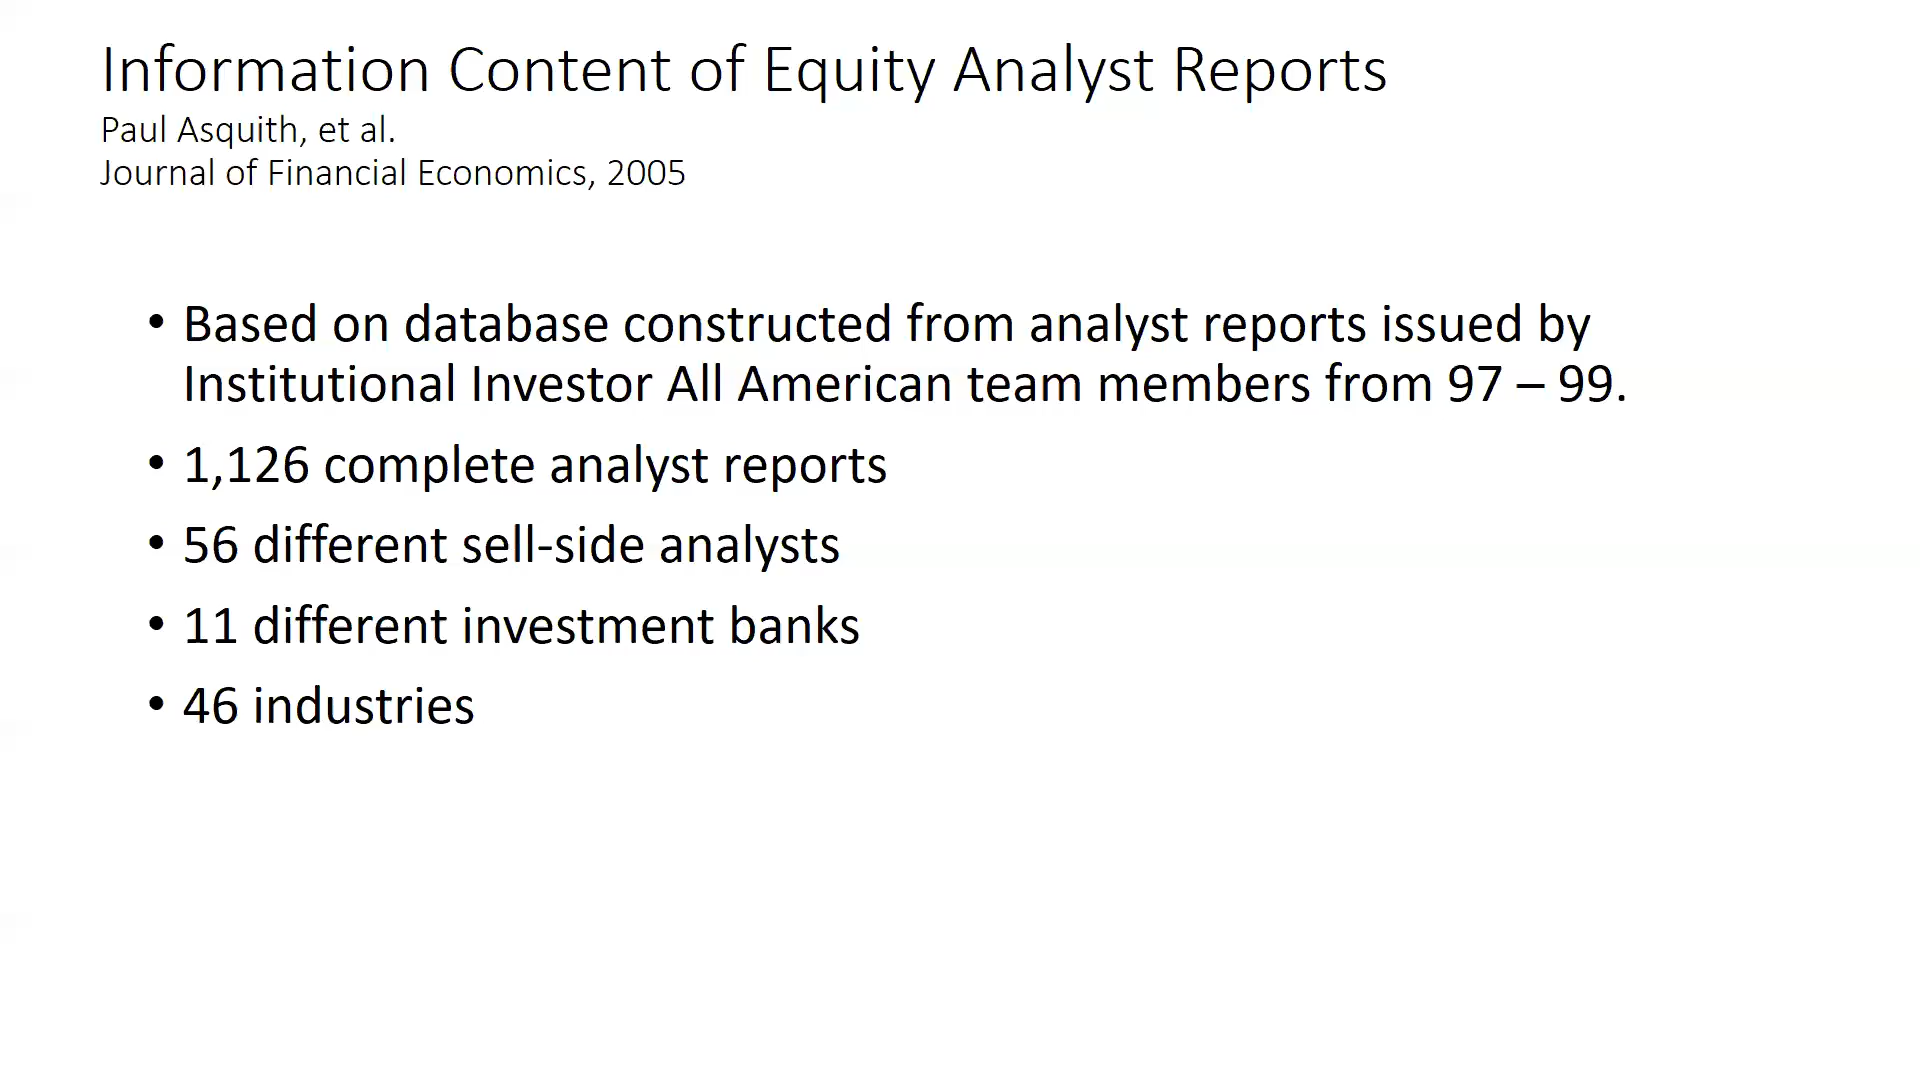 Information Content of Equity Analyst Reports
Paul Asquith, et al.
Journal of Financial Economics, 2005
• Based on database constructed from analyst reports issued by
Institutional Investor All American team members from 97 – 99.
• 1,126 complete analyst reports
• 56 different sell-side analysts
• 11 different investment banks
• 46 industries